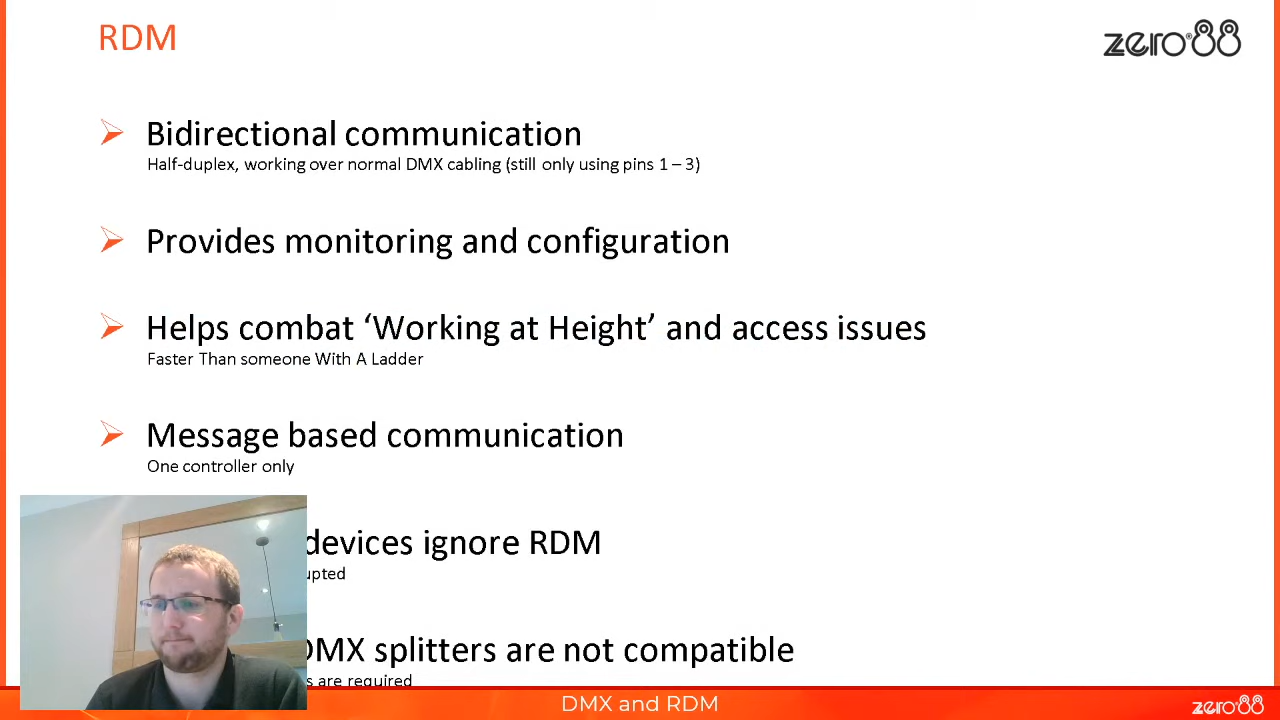 RDM
zero®88
Bidirectional communication
Half-duplex, working over normal DMX cabling (still only using pins 1 – 3)
Provides monitoring and configuration
Helps combat ‘Working at Height’ and access issues
Faster Than someone With A Ladder
Message based communication
One controller only
devices ignore RDM
DMX splitters are not compatible
are required
DMX and RDM
zero88